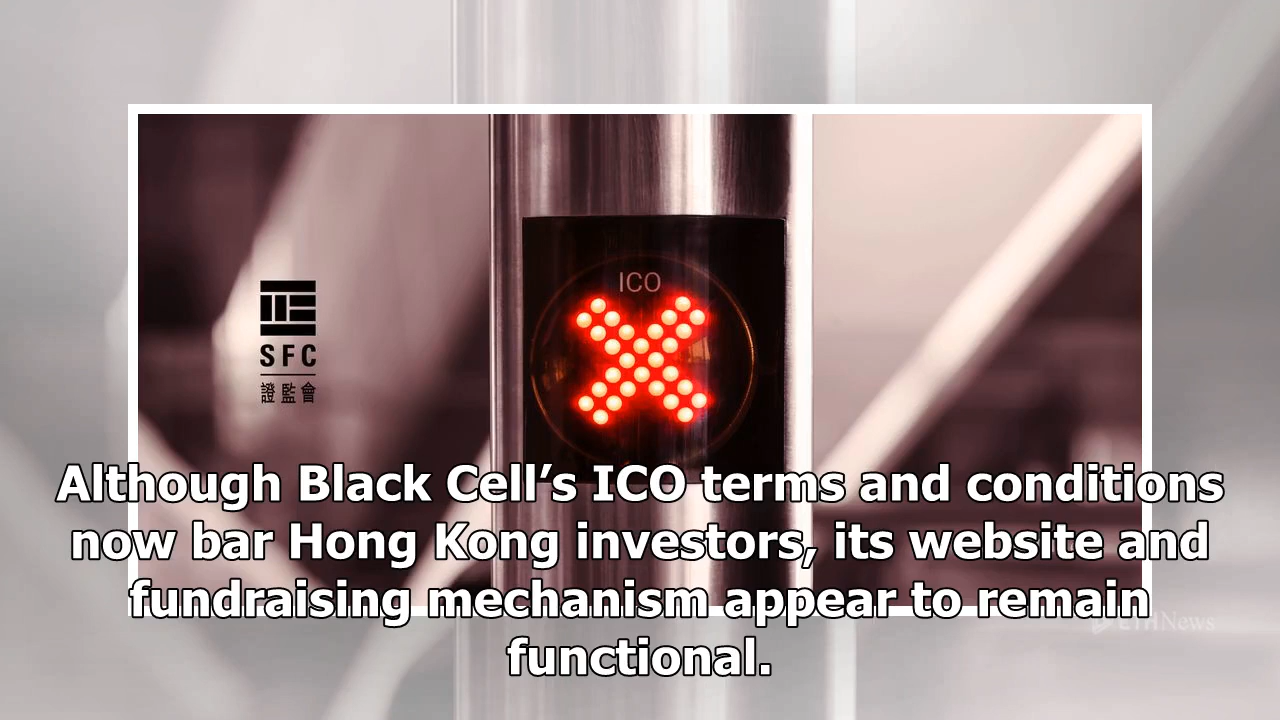 ICO
SFC
證監會
Although Black Cell’s ICO terms and conditions
now bar Hong Kong investors, its website and
fundraising mechanism appear to remain
functional.
ETHNews